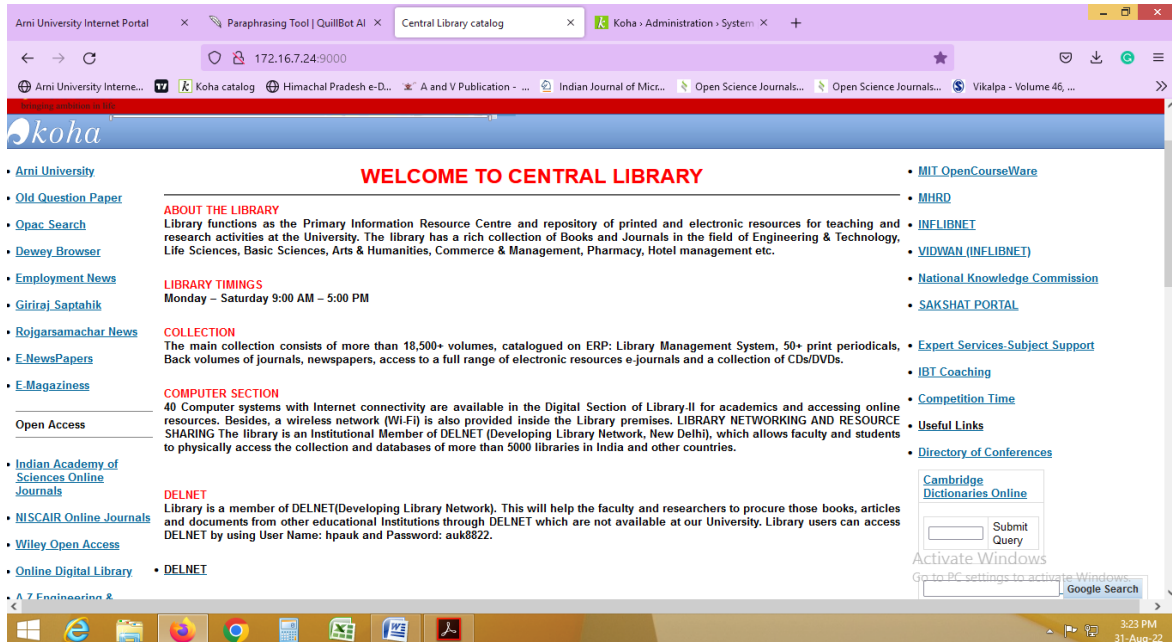 Arni University Internet Portal
Paraphrasing Tool | QuillBot AI
Central Library catalog
Koha › Administration › System
172.16.7.24:9000
Arni University Interne...
Koha catalog
Himachal Pradesh e-D...
A and V Publication - ...
Indian Journal of Micr...
Open Science Journals...
Open Science Journals...
Vikalpa - Volume 46, ...
Bringing ambition in life
koha
Arni University
Old Question Paper
Opac Search
Dewey Browser
Employment News
Giriraj Saptahik
Rojgarsamachar News
E-NewsPapers
E-Magaziness
Open Access
Indian Academy of
Sciences Online
Journals
NISCAIR Online Journals
Wiley Open Access
Online Digital Library
A-Z Engineering &
WELCOME TO CENTRAL LIBRARY
ABOUT THE LIBRARY
Library functions as the Primary Information Resource Centre and repository of printed and electronic resources for teaching and
research activities at the University. The library has a rich collection of Books and Journals in the field of Engineering & Technology,
Life Sciences, Basic Sciences, Arts & Humanities, Commerce & Management, Pharmacy, Hotel management etc.
LIBRARY TIMINGS
Monday – Saturday 9:00 AM – 5:00 PM
COLLECTION
The main collection consists of more than 18,500+ volumes, catalogued on ERP: Library Management System, 50+ print periodicals,
Back volumes of journals, newspapers, access to a full range of electronic resources e-journals and a collection of CDs/DVDs.
COMPUTER SECTION
40 Computer systems with Internet connectivity are available in the Digital Section of Library-II for academics and accessing online
resources. Besides, a wireless network (Wi-Fi) is also provided inside the Library premises. LIBRARY NETWORKING AND RESOURCE
SHARING The library is an Institutional Member of DELNET (Developing Library Network, New Delhi), which allows faculty and students
to physically access the collection and databases of more than 5000 libraries in India and other countries.
DELNET
Library is a member of DELNET(Developing Library Network). This will help the faculty and researchers to procure those books, articles
and documents from other educational Institutions through DELNET which are not available at our University. Library users can access
DELNET by using User Name: hpauk and Password: auk8822.
DELNET
MIT OpenCourseWare
MHRD
INFLIBNET
VIDWAN (INFLIBNET)
National Knowledge Commission
SAKSHAT PORTAL
Expert Services-Subject Support
IBT Coaching
Competition Time
Useful Links
Directory of Conferences
Cambridge
Dictionaries Online
Submit
Query
Activate Windows
Go to PC settings to activate Windows.
Google Search
3:23 PM
31-Aug-22